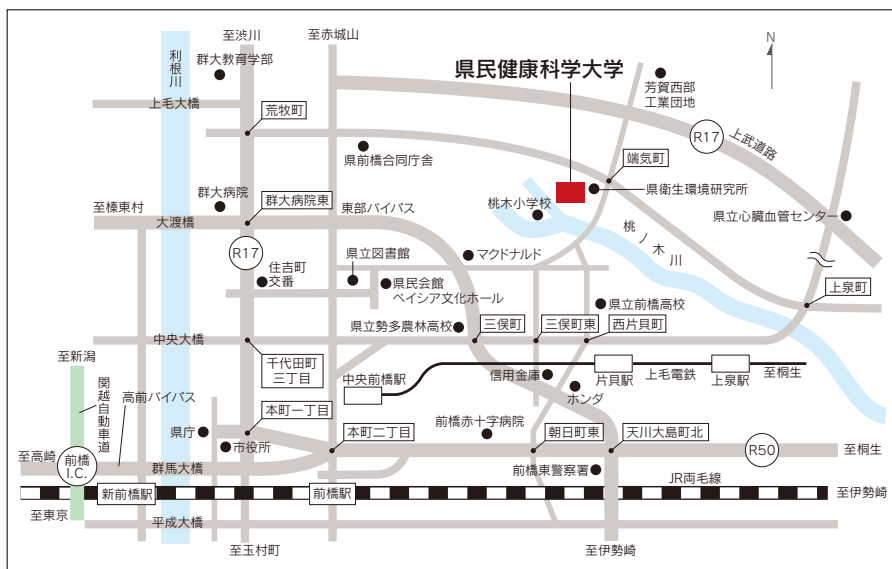 至渋川
至赤城山
利根川
群大教育学部
県民健康科学大学
芳賀西部
工業団地
N
上毛大橋
荒牧町
R17
上武道路
県前橋合同庁舎
端気町
県衛生環境研究所
群大病院
至榛東村
大渡橋
群大病院東
東部バイパス
桃木小学校
桃ノ木川
県立心臓血管センター
R17
住吉町
交番
県立図書館
マクドナルド
県民会館
ベイシア文化ホール
県立前橋高校
上泉町
県立勢多農林高校
三俣町
三俣町東
西片貝町
中央大橋
至新潟
千代田町
三丁目
中央前橋駅
信用金庫
片貝駅
上毛電鉄
上泉駅
至桐生
関越自動車道
高前バイパス
ホンダ
本町一丁目
県庁
市役所
本町二丁目
前橋赤十字病院
朝日町東
天川大島町北
至高崎
前橋
I.C.
群馬大橋
R50
至桐生
前橋東警察署
JR両毛線
新前橋駅
前橋駅
至伊勢崎
至東京
平成大橋
至玉村町
至伊勢崎